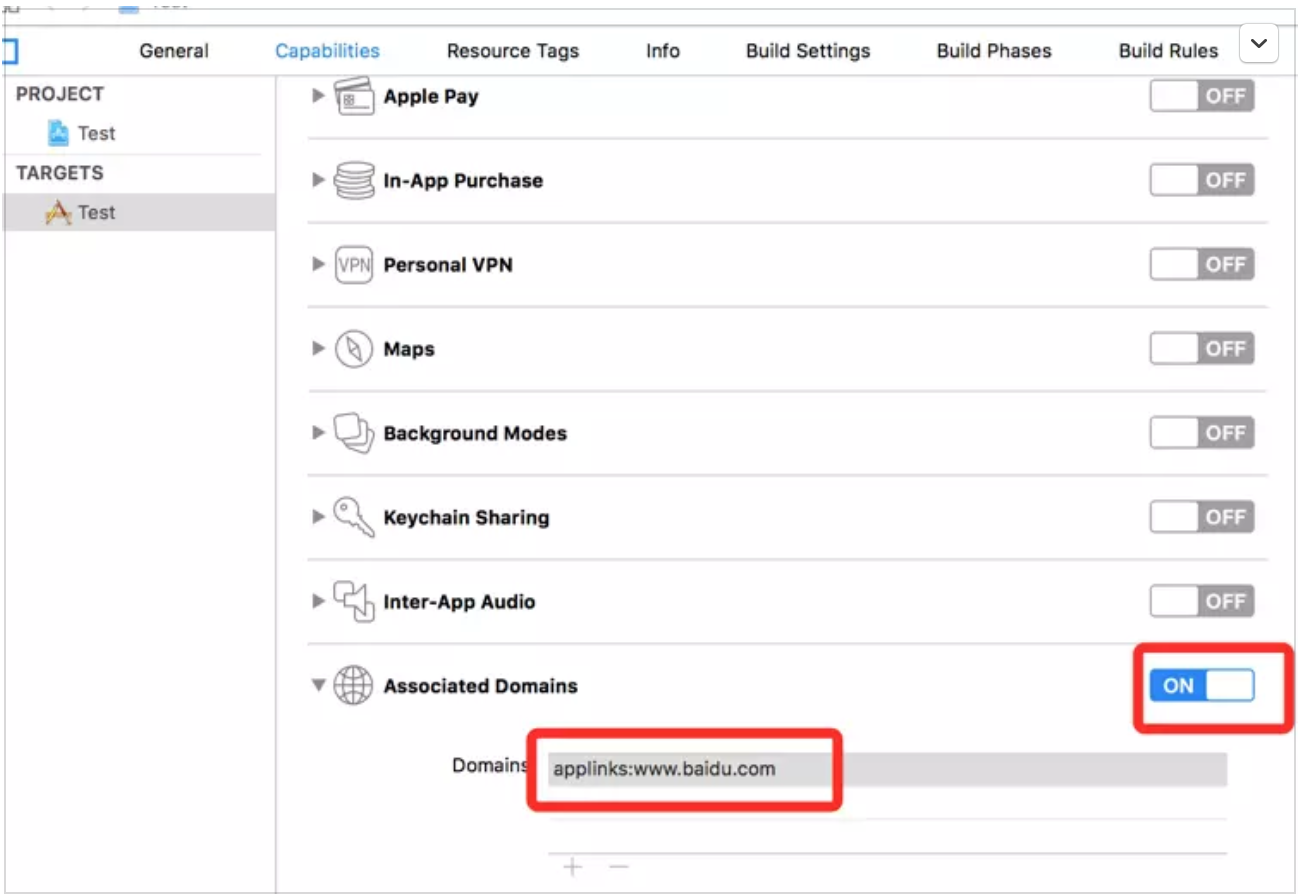 General Capabilities Resource Tags Info Build Settings Build Phases Build Rules
PROJECT
Test
TARGETS
Test
Apple Pay OFF
In-App Purchase OFF
VPN Personal VPN OFF
Maps OFF
Background Modes OFF
Keychain Sharing OFF
Inter-App Audio OFF
Associated Domains ON
Domains applinks:www.baidu.com